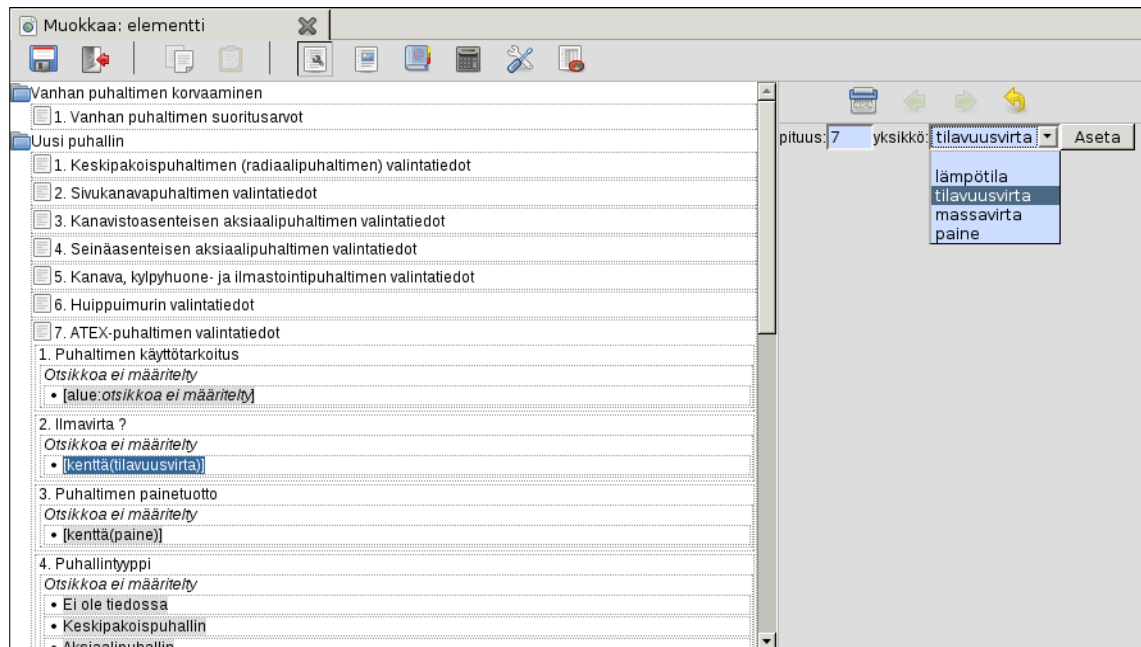 Muokkaa: elementti
Vanhan puhaltimen korvaaminen
1. Vanhan puhaltimen suoritusarvot
Uusi puhallin
1. Keskipakoispuhaltimen (radiaalipuhaltimen) valintatiedot
2. Sivukanavapuhaltimen valintatiedot
3. Kanavistoasenteisen aksiaalipuhaltimen valintatiedot
4. Seinäasenteisen aksiaalipuhaltimen valintatiedot
5. Kanava, kylpyhuone- ja ilmastointipuhaltimen valintatiedot
6. Huippuimurin valintatiedot
7. ATEX-puhaltimen valintatiedot
1. Puhaltimen käyttötarkoitus
Otsikkoa ei määritelty
• [alue:otsikkoa ei määritelty]
2. Ilmavirta ?
Otsikkoa ei määritelty
• [kenttä(tilavuusvirta)]
3. Puhaltimen painetuotto
Otsikkoa ei määritelty
• [kenttä(paine)]
4. Puhallintyyppi
Otsikkoa ei määritelty
• Ei ole tiedossa
• Keskipakoispuhallin
• Aksiaalipuhallin
pituus: 7 yksikkö: tilavuusvirta Aseta
lämpötila
tilavuusvirta
massavirta
paine